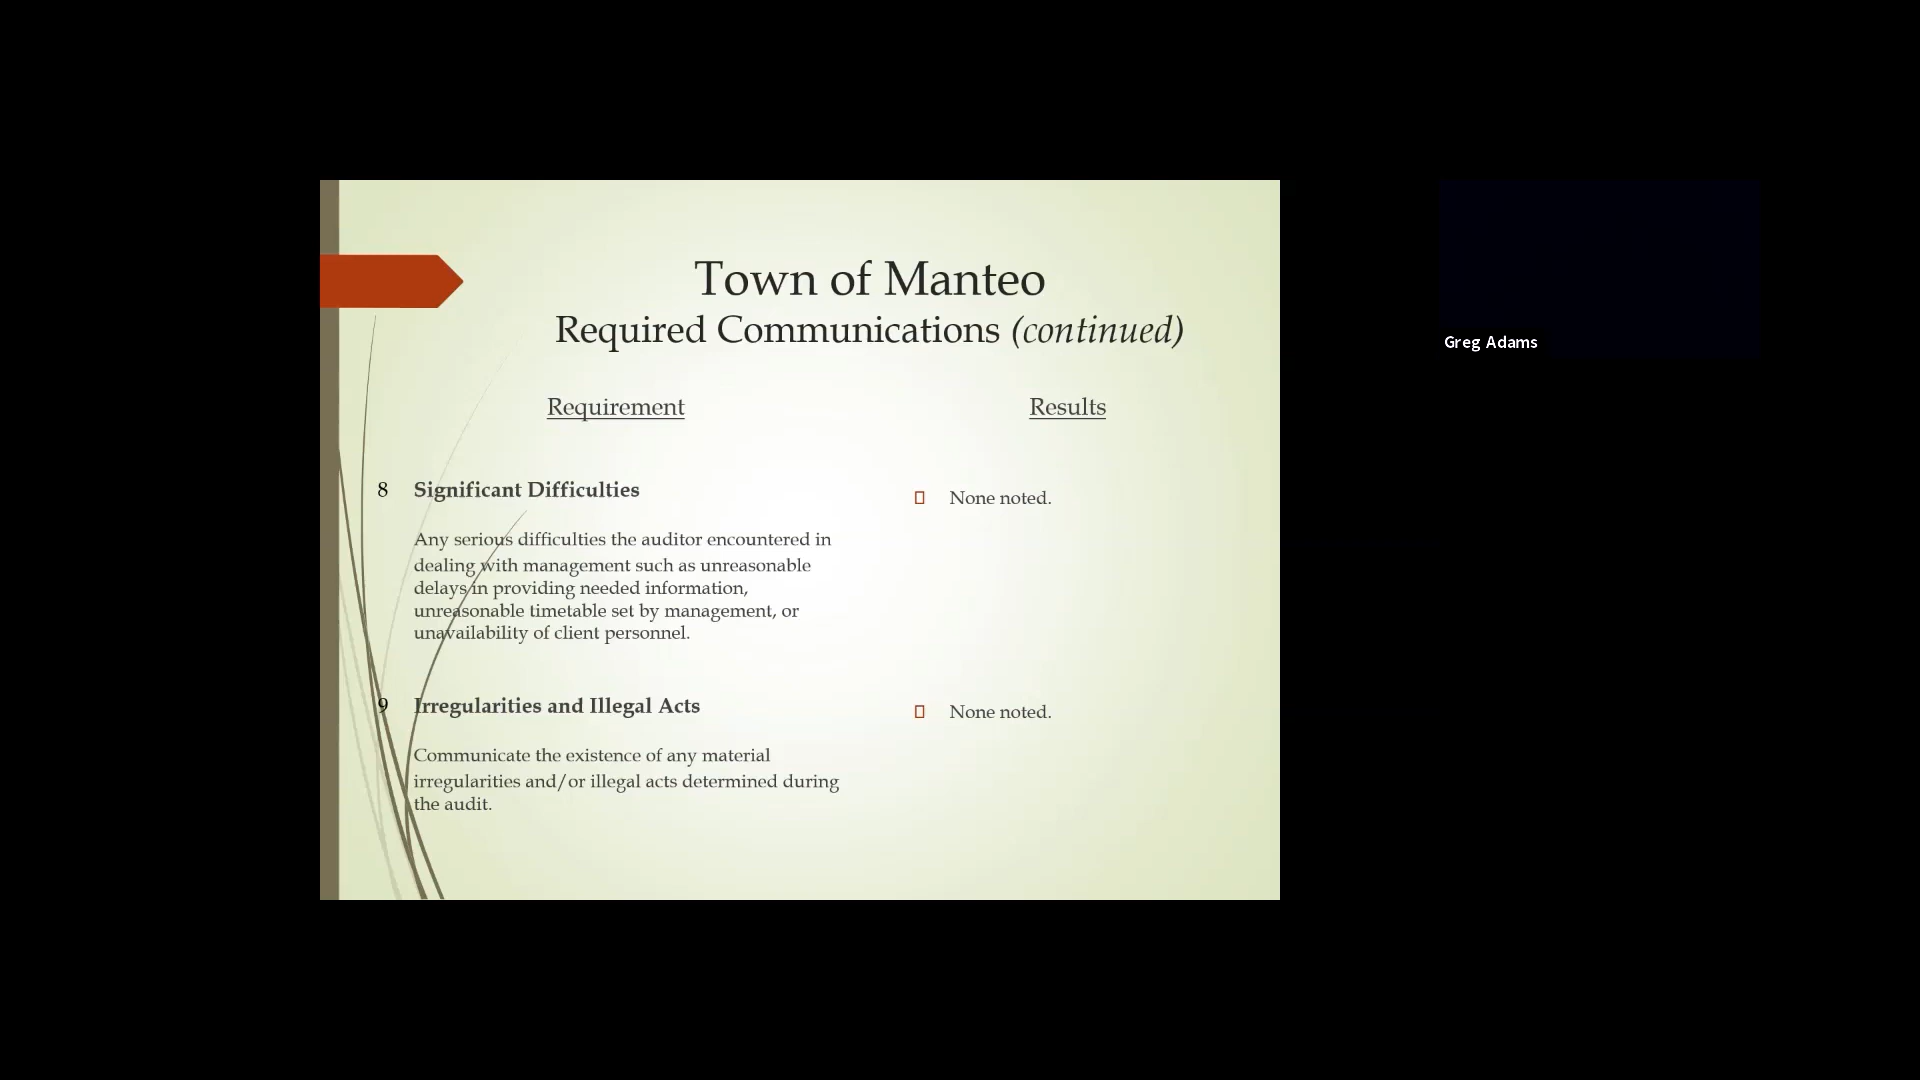 Town of Manteo
Required Communications (continued)
Requirement
Results
8 Significant Difficulties
None noted.
Any serious difficulties the auditor encountered in
dealing with management such as unreasonable
delays in providing needed information,
unreasonable timetable set by management, or
unavailability of client personnel.
9 Irregularities and Illegal Acts
None noted.
Communicate the existence of any material
irregularities and/or illegal acts determined during
the audit.
Greg Adams